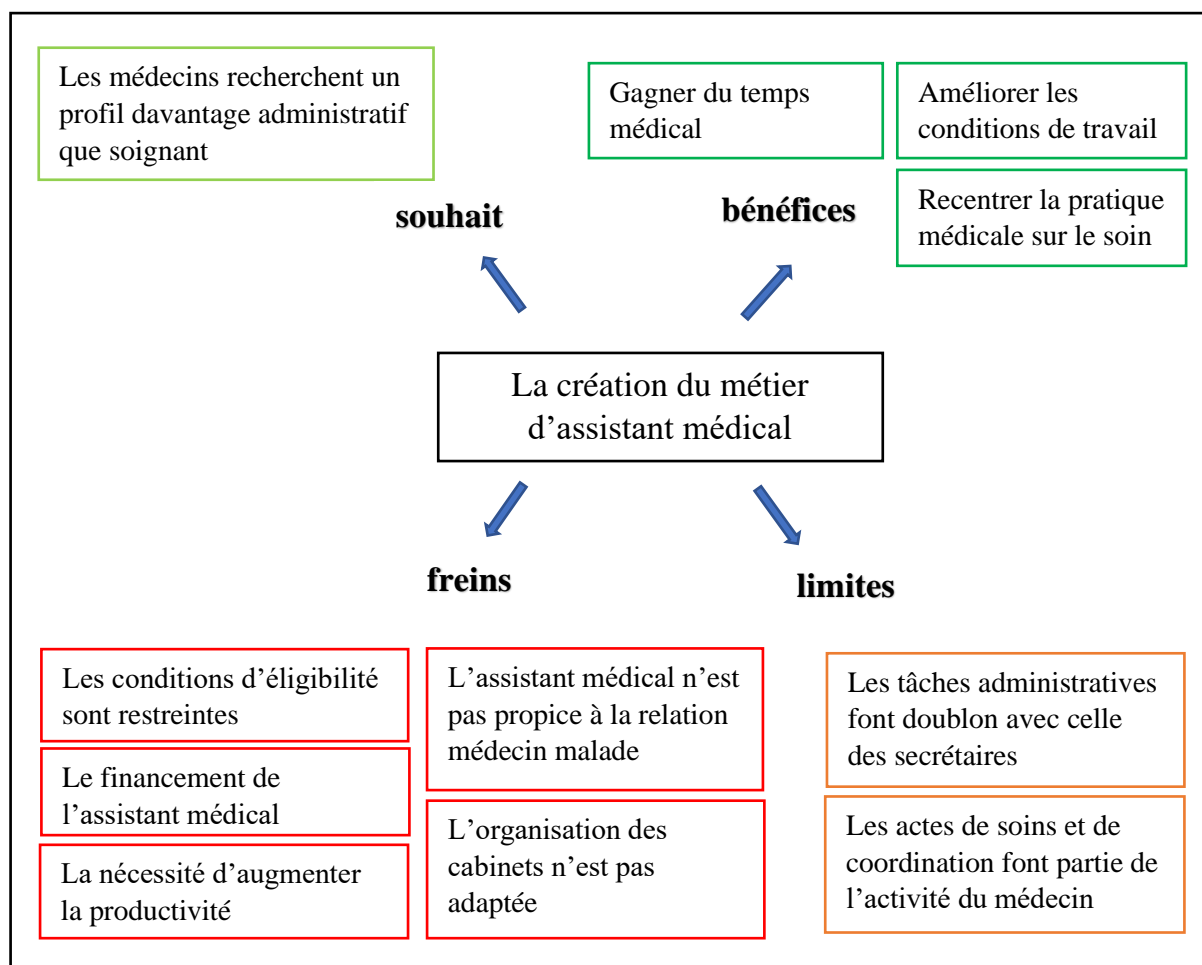 Les médecins recherchent un
profil davantage administratif
que soignant
Gagner du temps
médical
Améliorer les
conditions de travail
Recentrer la pratique
médicale sur le soin
souhait
bénéfices
La création du métier
d’assistant médical
freins
limites
Les conditions d’éligibilité
sont restreintes
Le financement de
l’assistant médical
La nécessité d’augmenter
la productivité
L’assistant médical n’est
pas propice à la relation
médecin malade
L’organisation des
cabinets n’est pas
adaptée
Les tâches administratives
font doublon avec celle
des secrétaires
Les actes de soins et de
coordination font partie de
l’activité du médecin